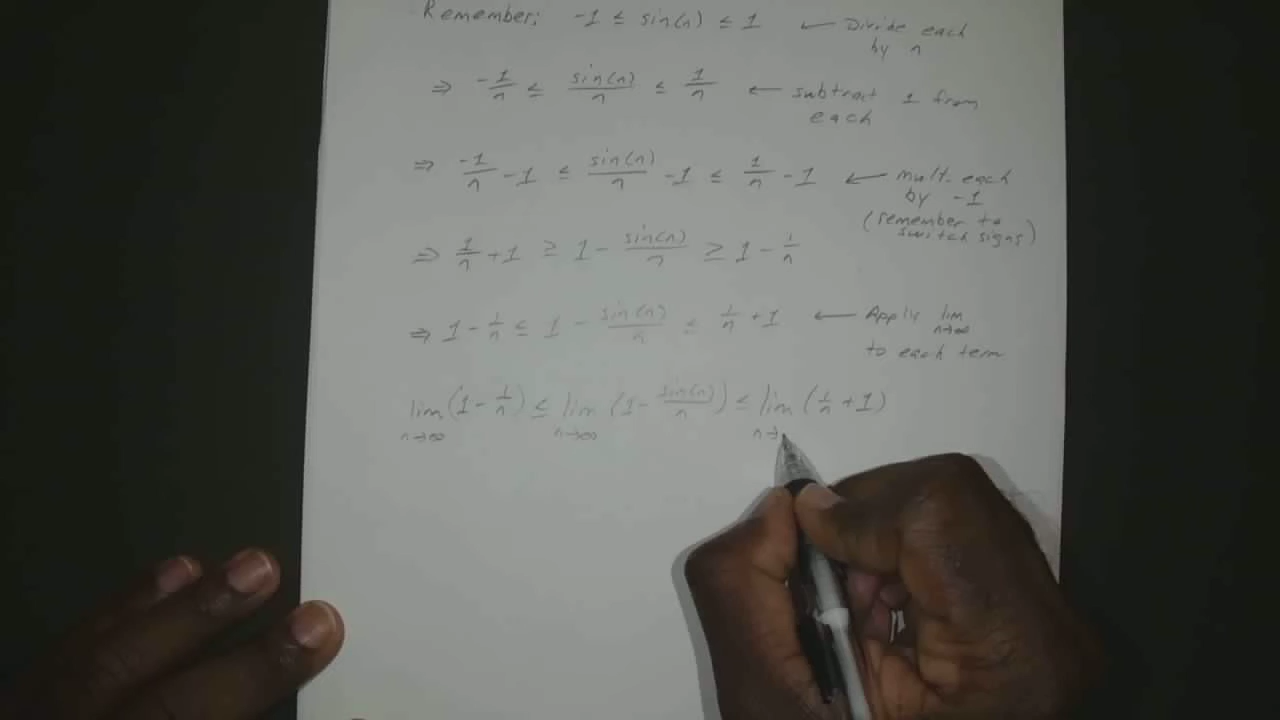 Remember: -1 ≤ sin(n) ≤ 1 ← Divide each by n
⇒ -1/n ≤ sin(n)/n ≤ 1/n ← subtract 1 from each
⇒ -1/n -1 ≤ sin(n)/n -1 ≤ 1/n -1 ← mult. each by -1 (remember to switch signs)
⇒ 1/n +1 ≥ 1 - sin(n)/n ≥ 1 - 1/n
⇒ 1 - 1/n ≤ 1 - sin(n)/n ≤ 1/n +1 ← Apply lim n→∞ to each term
lim n→∞ (1 - 1/n) ≤ lim n→∞ (1 - sin(n)/n) ≤ lim n→ (1/n +1)